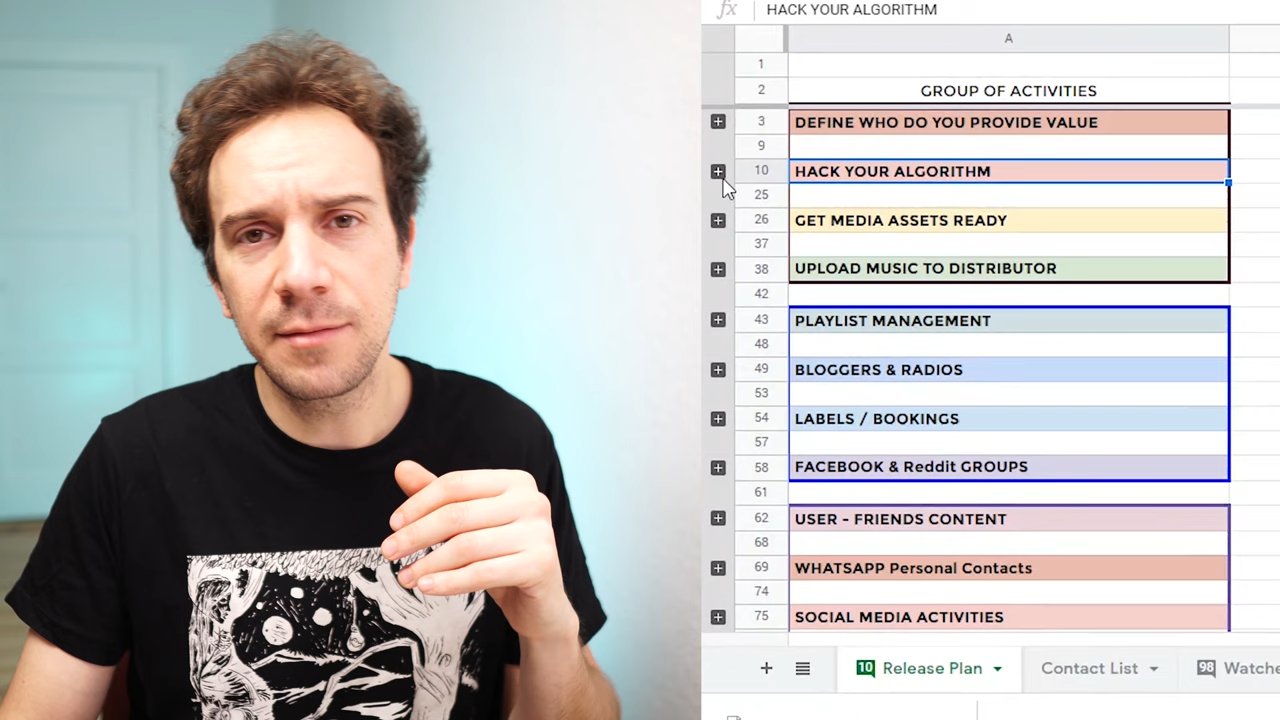 fx HACK YOUR ALGORITHM
A
1
2 GROUP OF ACTIVITIES
3 DEFINE WHO DO YOU PROVIDE VALUE
9
10 HACK YOUR ALGORITHM
25
26 GET MEDIA ASSETS READY
37
38 UPLOAD MUSIC TO DISTRIBUTOR
42
43 PLAYLIST MANAGEMENT
48
49 BLOGGERS & RADIOS
53
54 LABELS / BOOKINGS
57
58 FACEBOOK & Reddit GROUPS
61
62 USER - FRIENDS CONTENT
68
69 WHATSAPP Personal Contacts
74
75 SOCIAL MEDIA ACTIVITIES
10 Release Plan Contact List 98 Watche